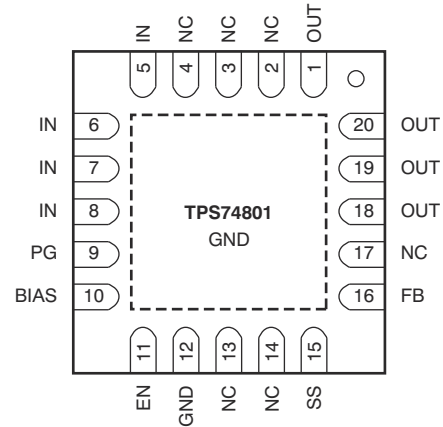 IN NC NC NC OUT
5 4 3 2 1
IN 6 20 OUT
IN 7 19 OUT
IN 8 18 OUT
TPS74801
GND
PG 9 17 NC
BIAS 10 16 FB
11 12 13 14 15
EN GND NC NC SS